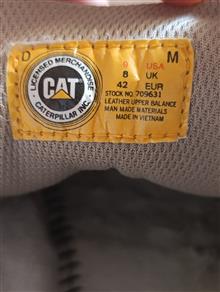 D M
LICENSED MERCHANDISE
CAT
CATERPILLAR INC.
9 USA
8 UK
42 EUR
STOCK NO. 709631
LEATHER UPPER BALANCE
MAN MADE MATERIALS
MADE IN VIETNAM